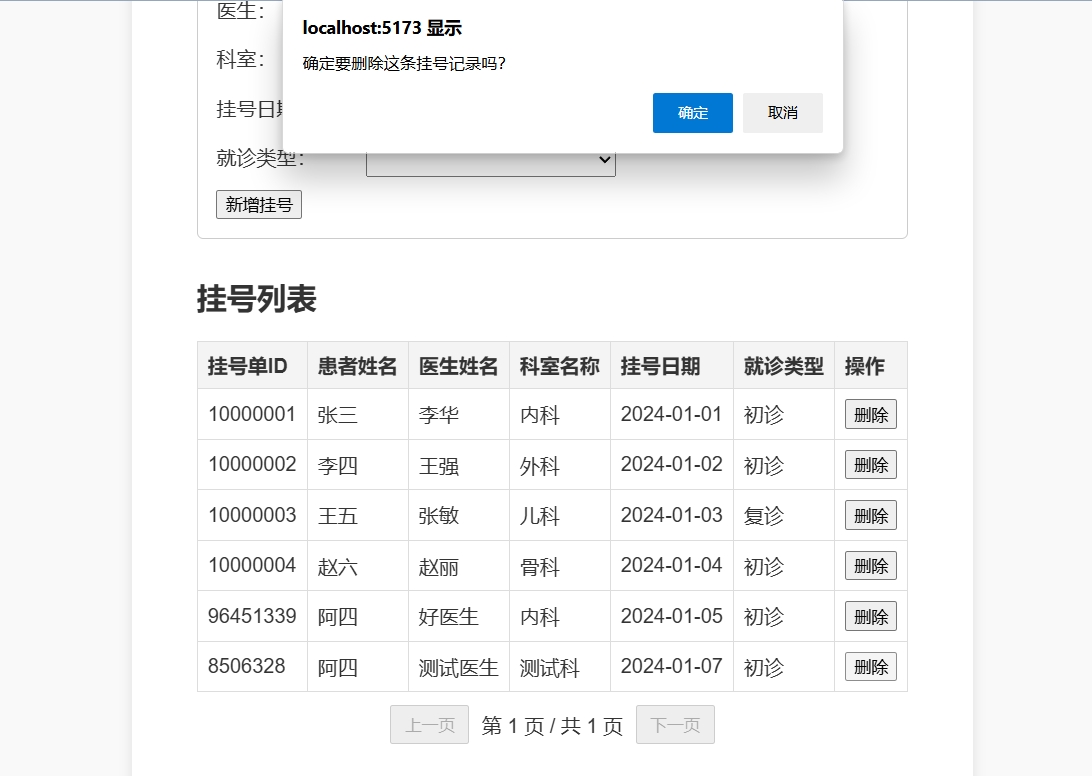 医生：
localhost:5173 显示
确定要删除这条挂号记录吗？
科室：
挂号日期
确定
取消
就诊类型：
新增挂号
挂号列表
挂号单ID 患者姓名 医生姓名 科室名称 挂号日期 就诊类型 操作
10000001 张三 李华 内科 2024-01-01 初诊 删除
10000002 李四 王强 外科 2024-01-02 初诊 删除
10000003 王五 张敏 儿科 2024-01-03 复诊 删除
10000004 赵六 赵丽 骨科 2024-01-04 初诊 删除
96451339 阿四 好医生 内科 2024-01-05 初诊 删除
8506328 阿四 测试医生 测试科 2024-01-07 初诊 删除
上一页 第 1 页 / 共 1 页 下一页